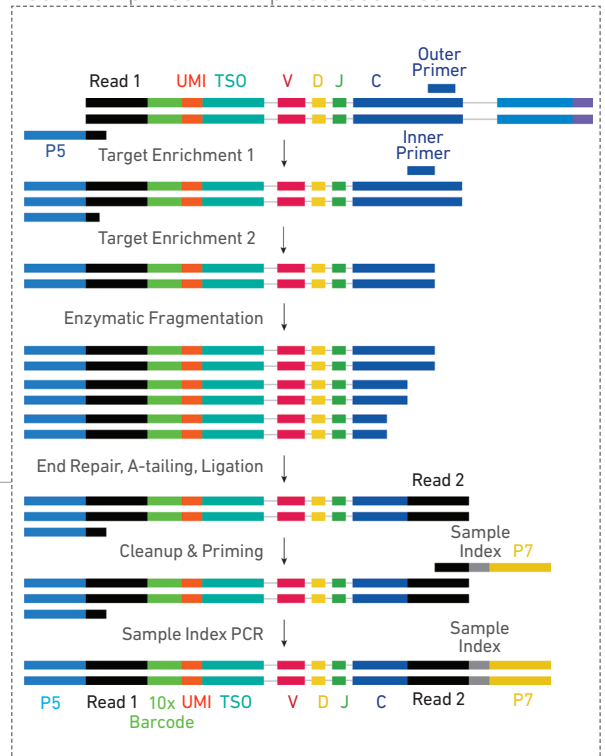 Outer
Primer
Read 1 UMI TSO V D J C
P5
Target Enrichment 1
Inner
Primer
Target Enrichment 2
Enzymatic Fragmentation
End Repair, A-tailing, Ligation
Read 2
Cleanup & Priming
Sample
Index P7
Sample Index PCR
Sample
Index
P5 Read 1 10x UMI TSO V D J C Read 2 P7
Barcode